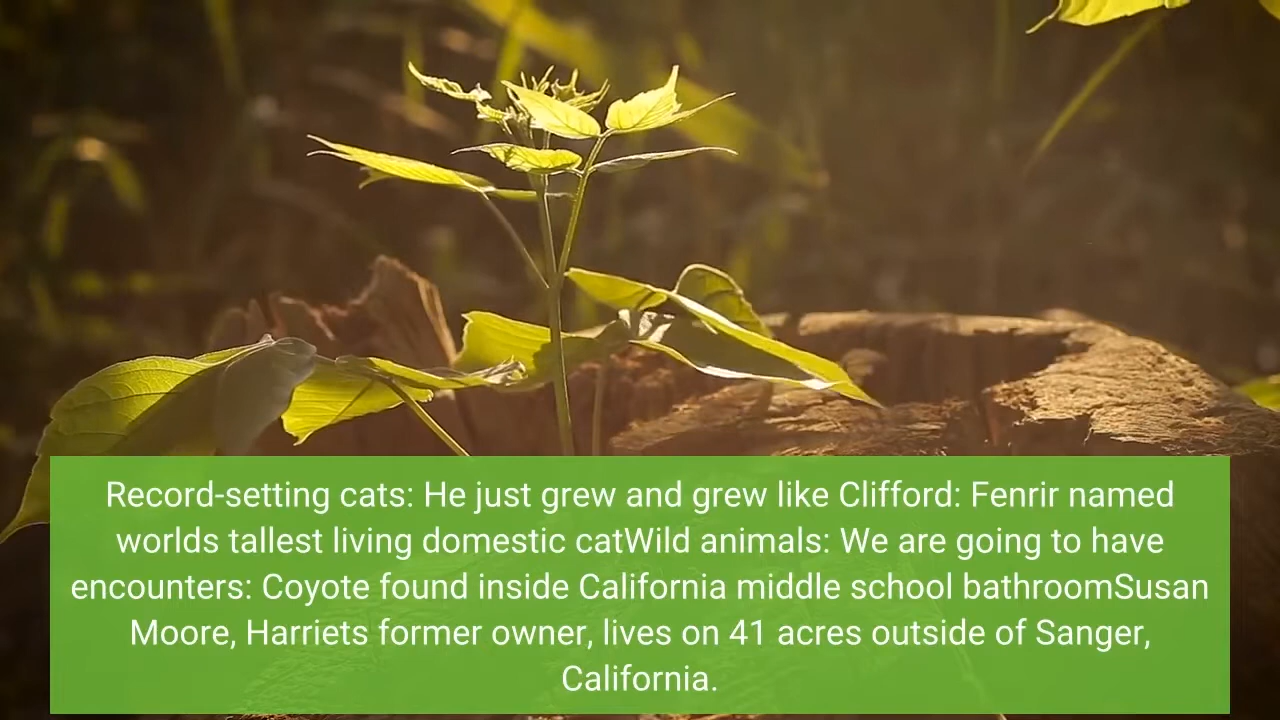 Record-setting cats: He just grew and grew like Clifford: Fenrir named
worlds tallest living domestic catWild animals: We are going to have
encounters: Coyote found inside California middle school bathroomSusan
Moore, Harriets former owner, lives on 41 acres outside of Sanger,
California.